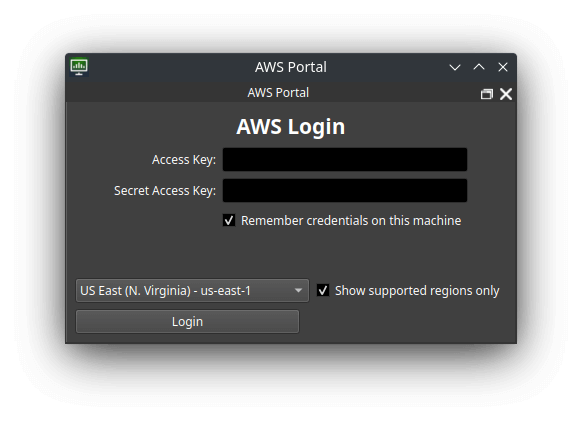 AWS Portal
AWS Portal
AWS Login
Access Key:
Secret Access Key:
Remember credentials on this machine
US East (N. Virginia) - us-east-1 Show supported regions only
Login